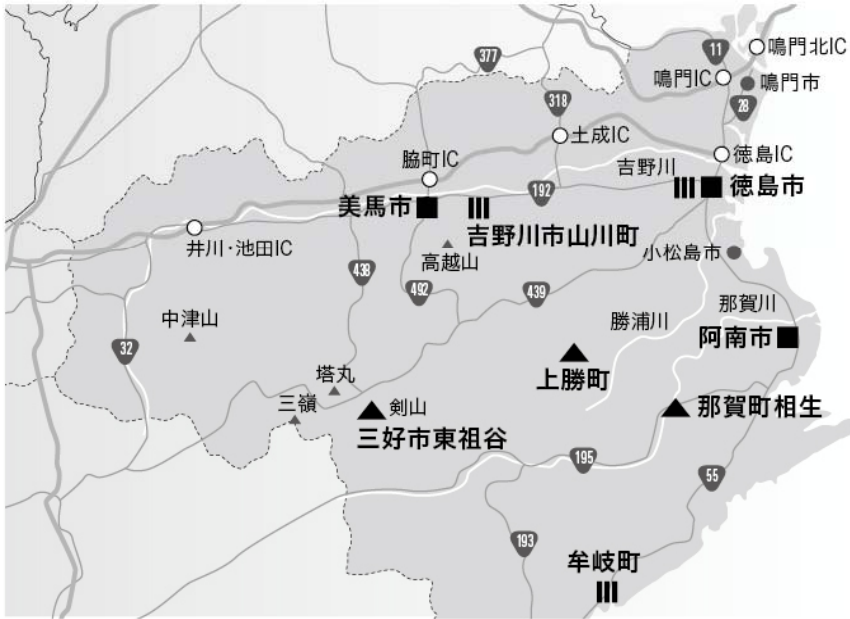 11
鳴門北IC
377
鳴門IC
鳴門市
318
28
土成IC
徳島IC
脇町IC
吉野川
192
徳島市
美馬市
吉野川市山川町
井川・池田IC
高越山
小松島市
438
492
439
那賀川
中津山
勝浦川
阿南市
32
上勝町
塔丸
三嶺
剣山
那賀町相生
三好市東祖谷
195
55
193
牟岐町